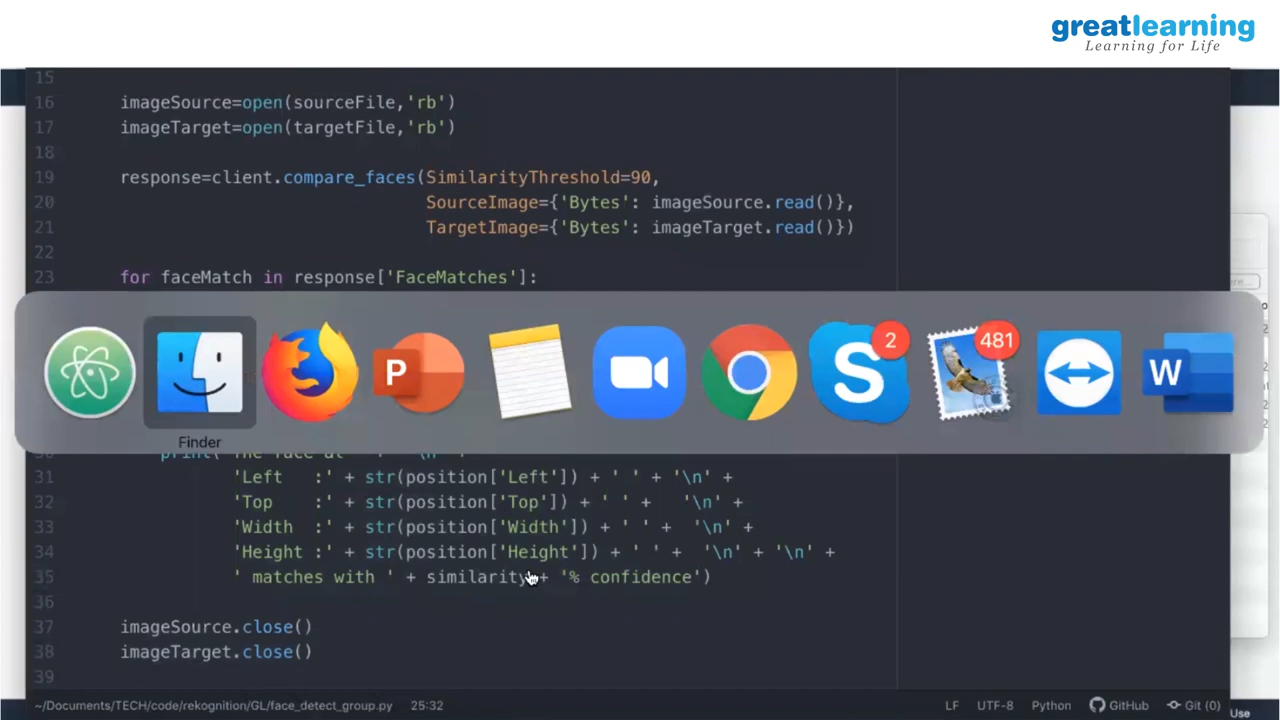 greatlearning
Learning for Life
15
16 imageSource=open(sourceFile,'rb')
17 imageTarget=open(targetFile,'rb')
18
19 response=client.compare_faces(SimilarityThreshold=90,
20 SourceImage={'Bytes': imageSource.read()},
21 TargetImage={'Bytes': imageTarget.read()})
22
23 for faceMatch in response['FaceMatches']:
P
S
2
481
W
Finder
31 'Left :' + str(position['Left']) + ' ' + '\n' +
32 'Top :' + str(position['Top']) + ' ' + '\n' +
33 'Width :' + str(position['Width']) + ' ' + '\n' +
34 'Height :' + str(position['Height']) + ' ' + '\n' + '\n' +
35 ' matches with ' + similarity + '% confidence')
36
37 imageSource.close()
38 imageTarget.close()
39
~/Documents/TECH/code/rekognition/GL/face_detect_group.py 25:32 LF UTF-8 Python GitHub Git (0)
Use